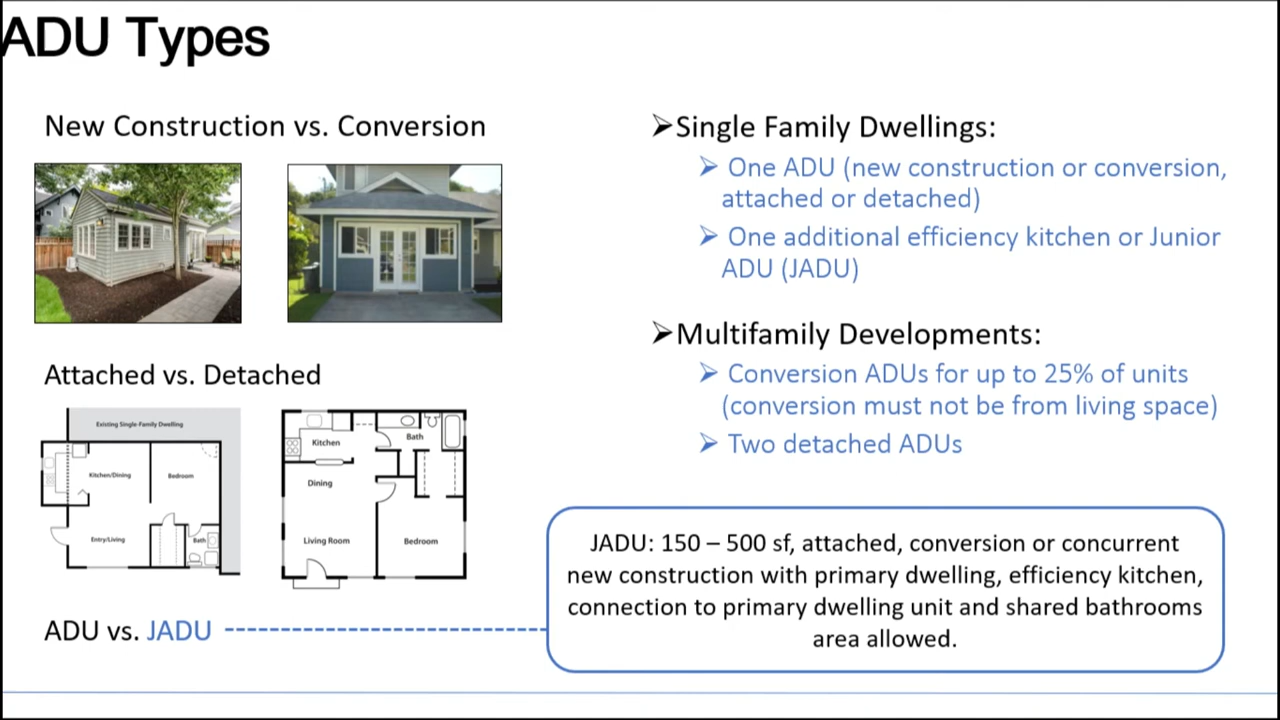 ADU Types
New Construction vs. Conversion
Attached vs. Detached
Existing Single-Family Dwelling
Kitchen/Dining
Bedroom
Entry/Living
Bath
Kitchen
Bath
Dining
Living Room
Bedroom
ADU vs. JADU
➢Single Family Dwellings:
➢ One ADU (new construction or conversion,
attached or detached)
➢ One additional efficiency kitchen or Junior
ADU (JADU)
➢Multifamily Developments:
➢ Conversion ADUs for up to 25% of units
(conversion must not be from living space)
➢ Two detached ADUs
JADU: 150 – 500 sf, attached, conversion or concurrent
new construction with primary dwelling, efficiency kitchen,
connection to primary dwelling unit and shared bathrooms
area allowed.